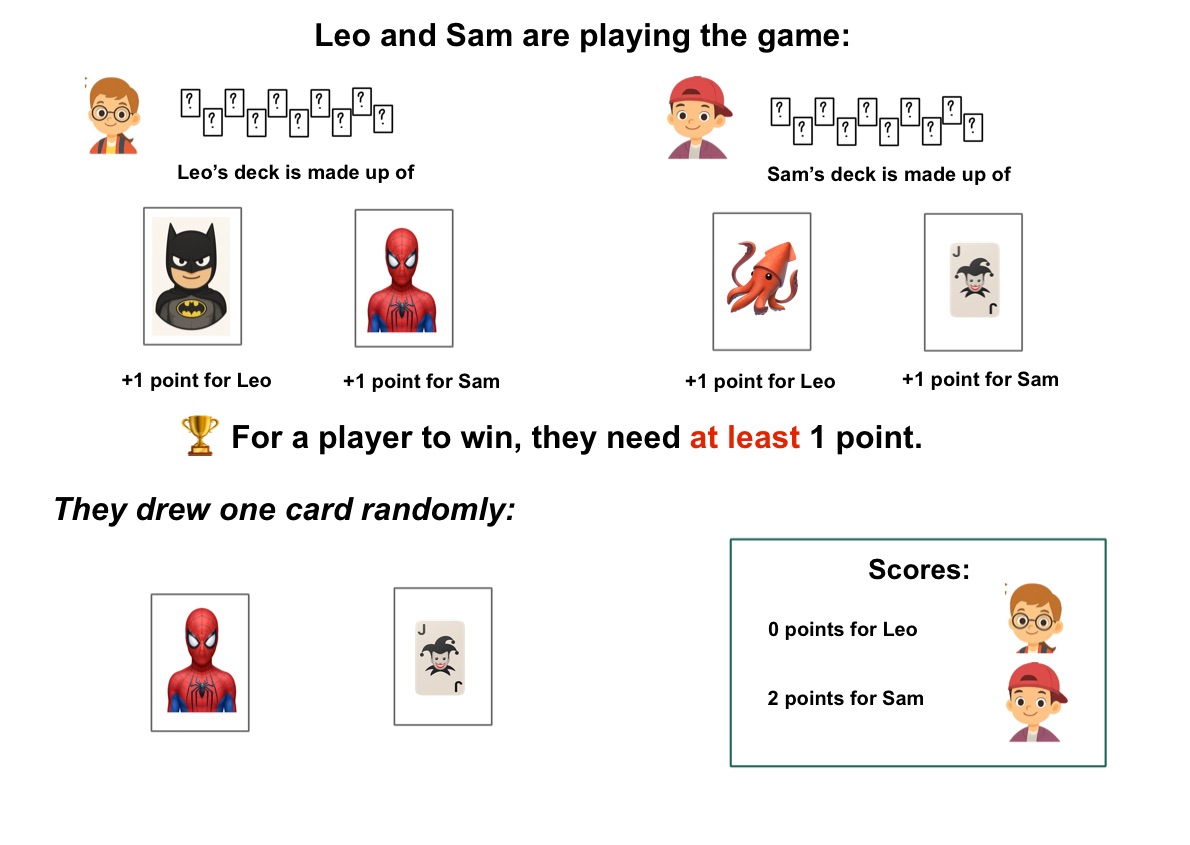 Leo and Sam are playing the game:
? ? ? ? ? ? ? ? ? ?
? ? ? ? ? ? ? ? ? ?
Leo’s deck is made up of
Sam’s deck is made up of
J
J
+1 point for Leo
+1 point for Sam
+1 point for Leo
+1 point for Sam
For a player to win, they need at least 1 point.
They drew one card randomly:
J
J
Scores:
0 points for Leo
2 points for Sam